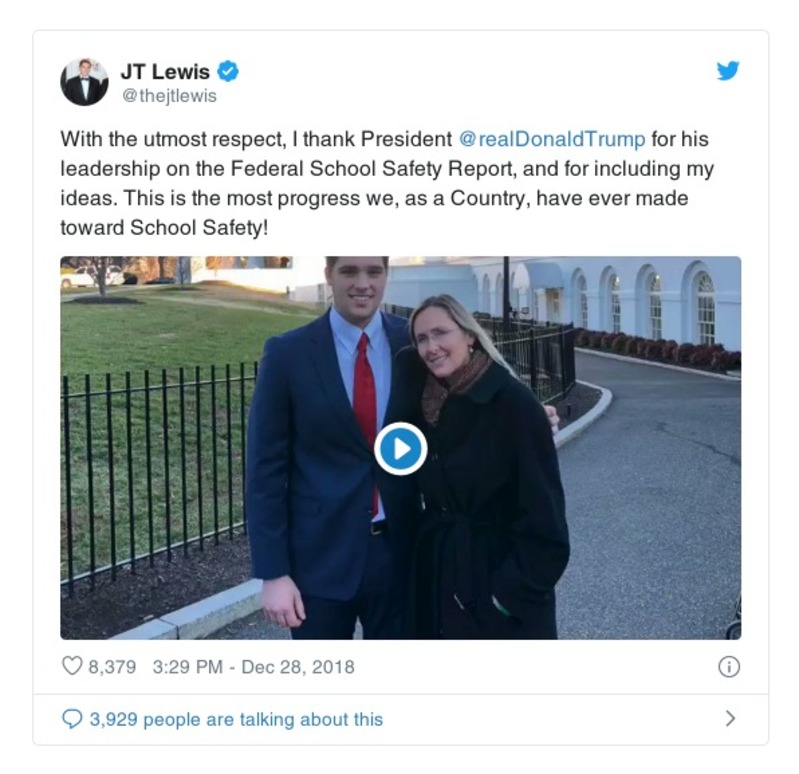 JT Lewis
@thejtlewis
With the utmost respect, I thank President @realDonaldTrump for his
leadership on the Federal School Safety Report, and for including my
ideas. This is the most progress we, as a Country, have ever made
toward School Safety!
8,379 3:29 PM - Dec 28, 2018
3,929 people are talking about this